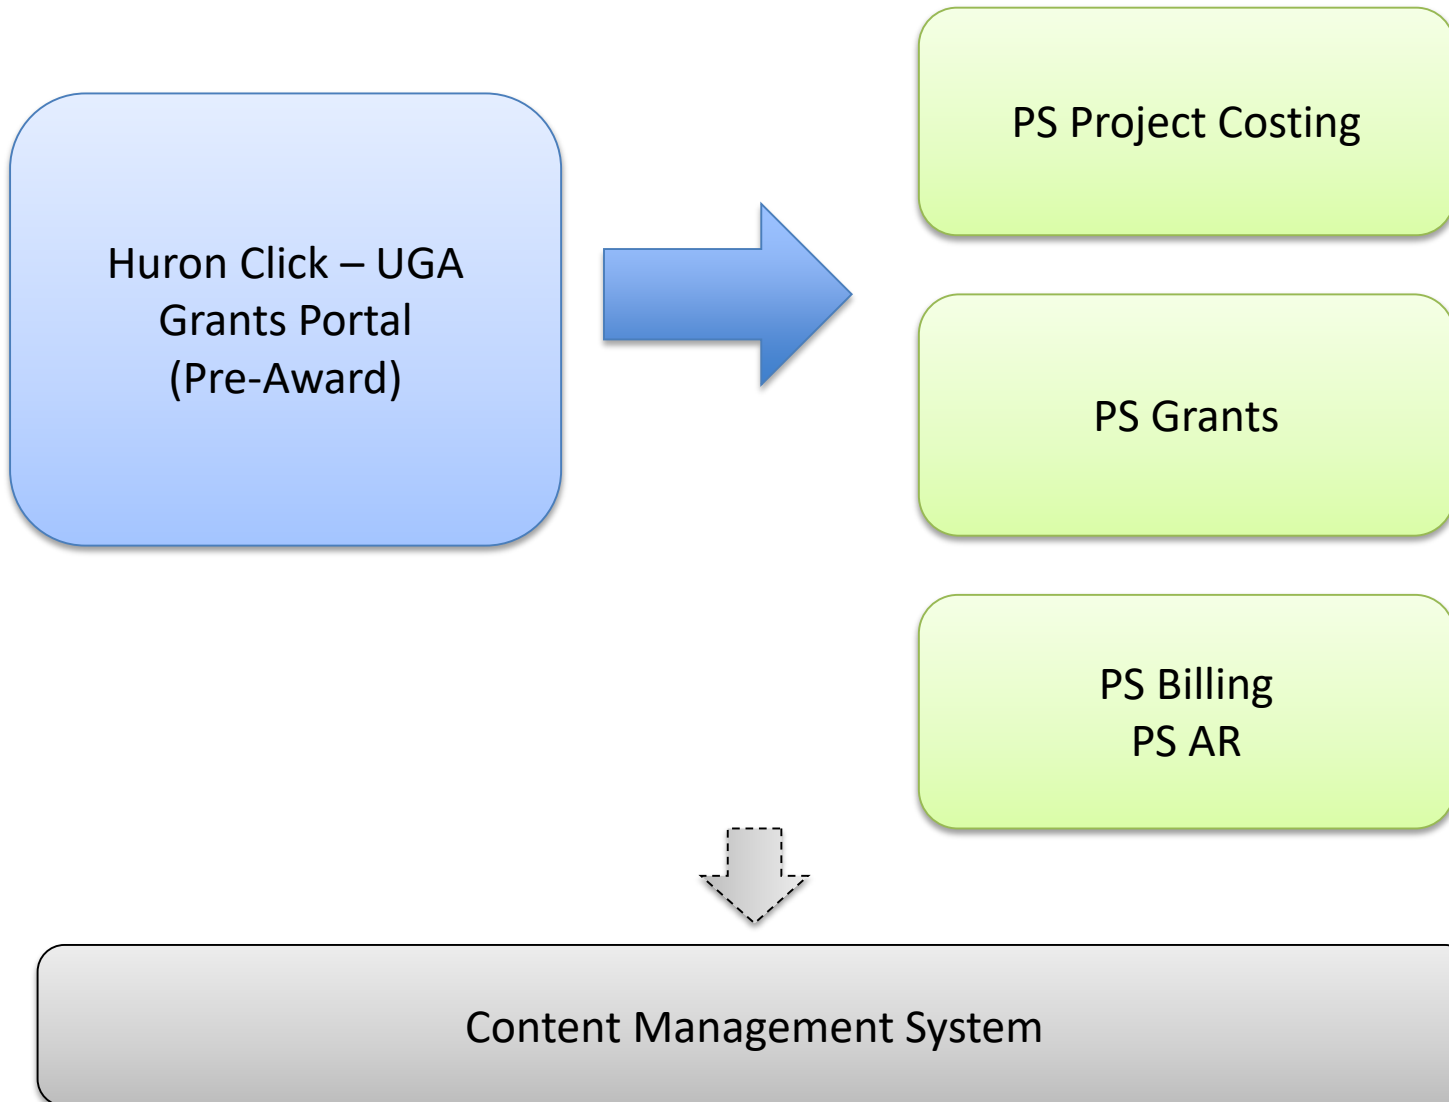 Huron Click – UGA
Grants Portal
(Pre-Award)
PS Project Costing
PS Grants
PS Billing
PS AR
Content Management System